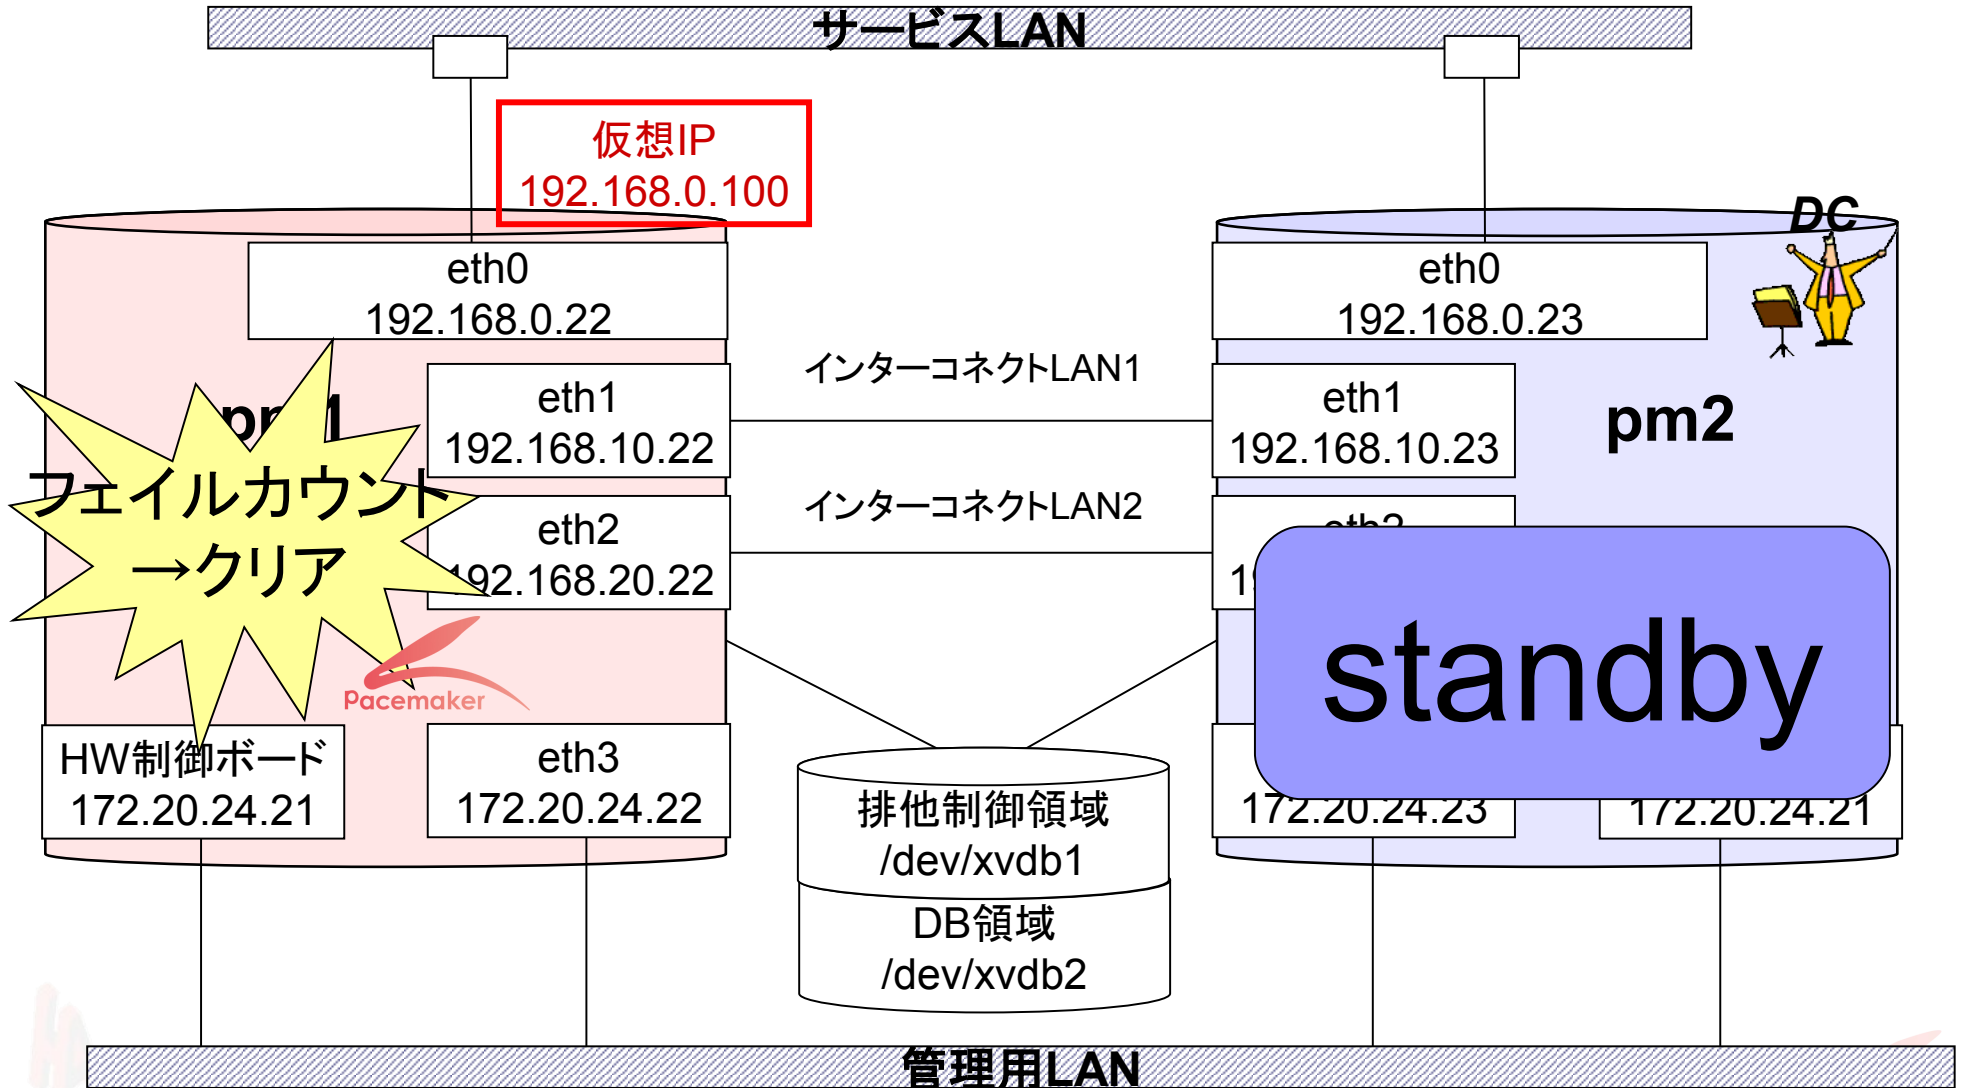 サービスLAN
仮想IP
192.168.0.100
DC
eth0
192.168.0.22
eth0
192.168.0.23
インターコネクトLAN1
eth1
192.168.10.22
eth1
192.168.10.23
pm1
pm2
フェイルカウント
→クリア
インターコネクトLAN2
eth2
192.168.20.22
eth2
standby
Pacemaker
HW制御ボード
172.20.24.21
eth3
172.20.24.22
排他制御領域
/dev/xvdb1
172.20.24.23
172.20.24.21
DB領域
/dev/xvdb2
管理用LAN